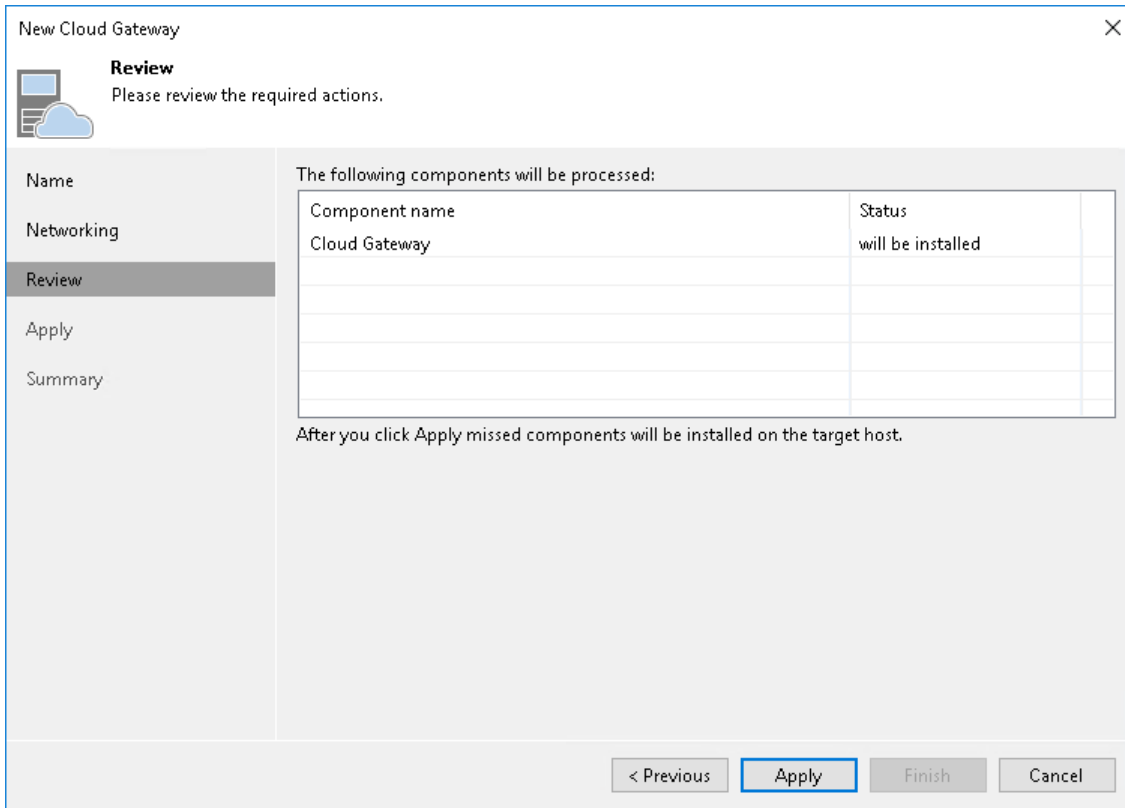 New Cloud Gateway
Review
Please review the required actions.
Name
Networking
Review
Apply
Summary
The following components will be processed:
Component name Status
Cloud Gateway will be installed
After you click Apply missed components will be installed on the target host.
< Previous Apply Finish Cancel